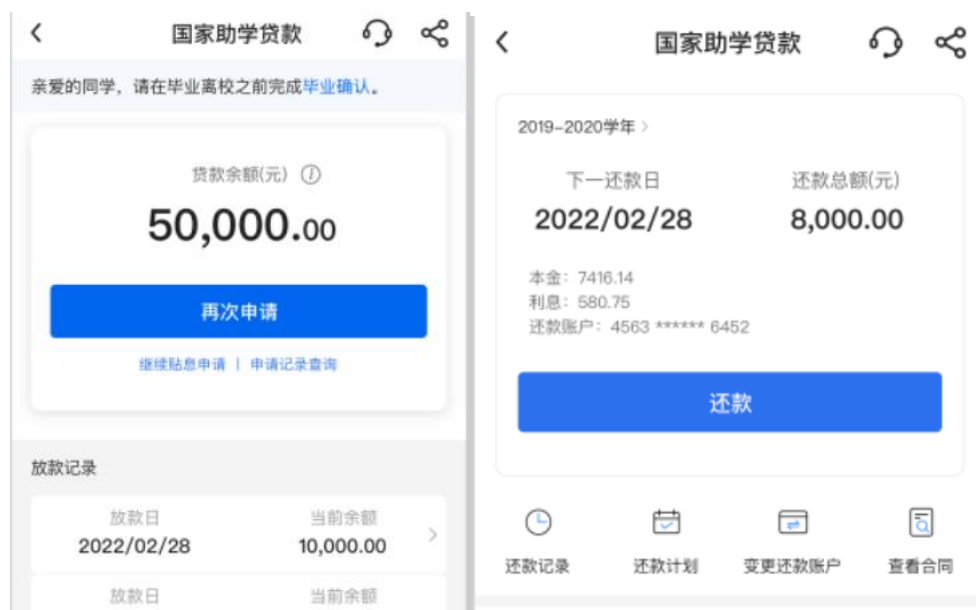 国家助学贷款
亲爱的同学，请在毕业离校之前完成毕业确认。
贷款余额(元)
50,000.00
再次申请
继续贴息申请 | 申请记录查询
放款记录
放款日 当前余额
2022/02/28 10,000.00
放款日 当前余额
国家助学贷款
2019-2020学年
下一还款日 还款总额(元)
2022/02/28 8,000.00
本金：7416.14
利息：580.75
还款账户：4563 ****** 6452
还款
还款记录 还款计划 变更还款账户 查看合同